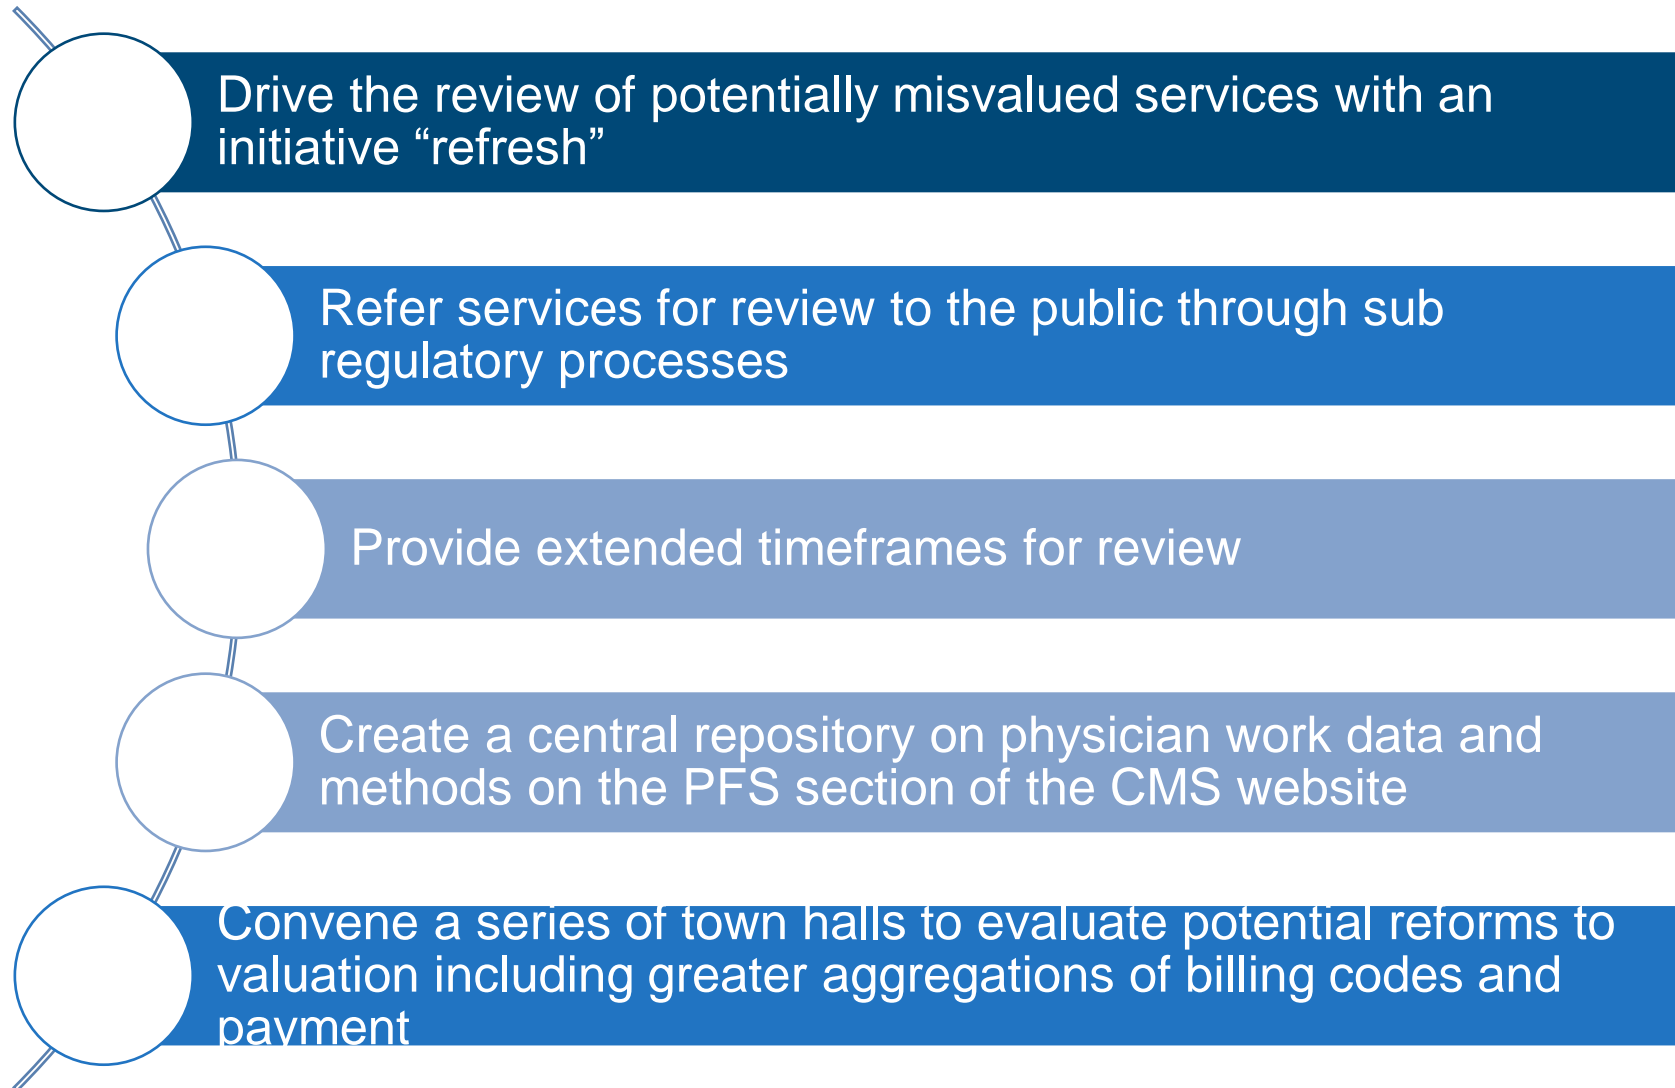 Drive the review of potentially misvalued services with an
initiative “refresh”
Refer services for review to the public through sub
regulatory processes
Provide extended timeframes for review
Create a central repository on physician work data and
methods on the PFS section of the CMS website
Convene a series of town halls to evaluate potential reforms to
valuation including greater aggregations of billing codes and
payment